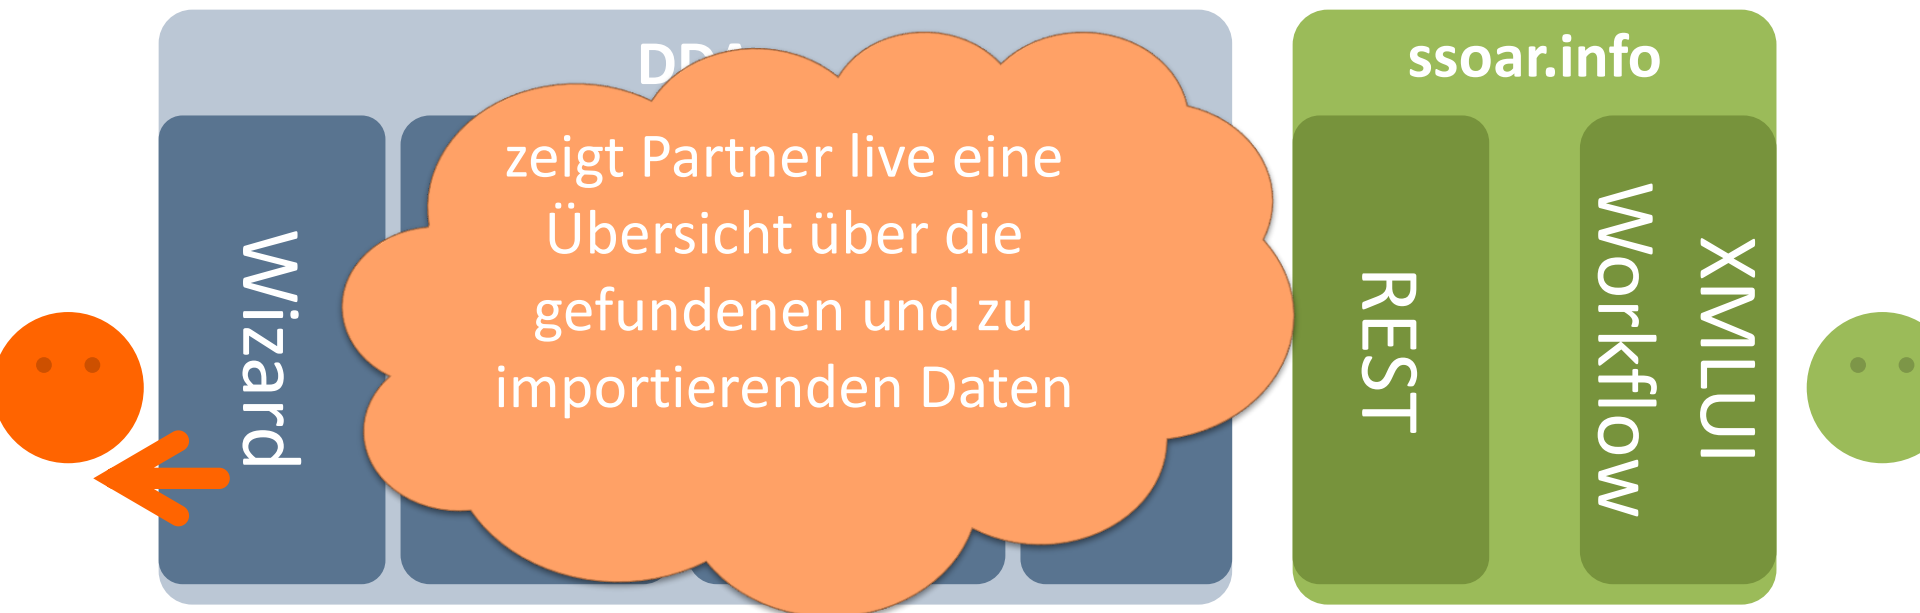 ssoar.info
Wizard
zeigt Partner live eine
Übersicht über die
gefundenen und zu
importierenden Daten
REST
XMLUI
Workflow